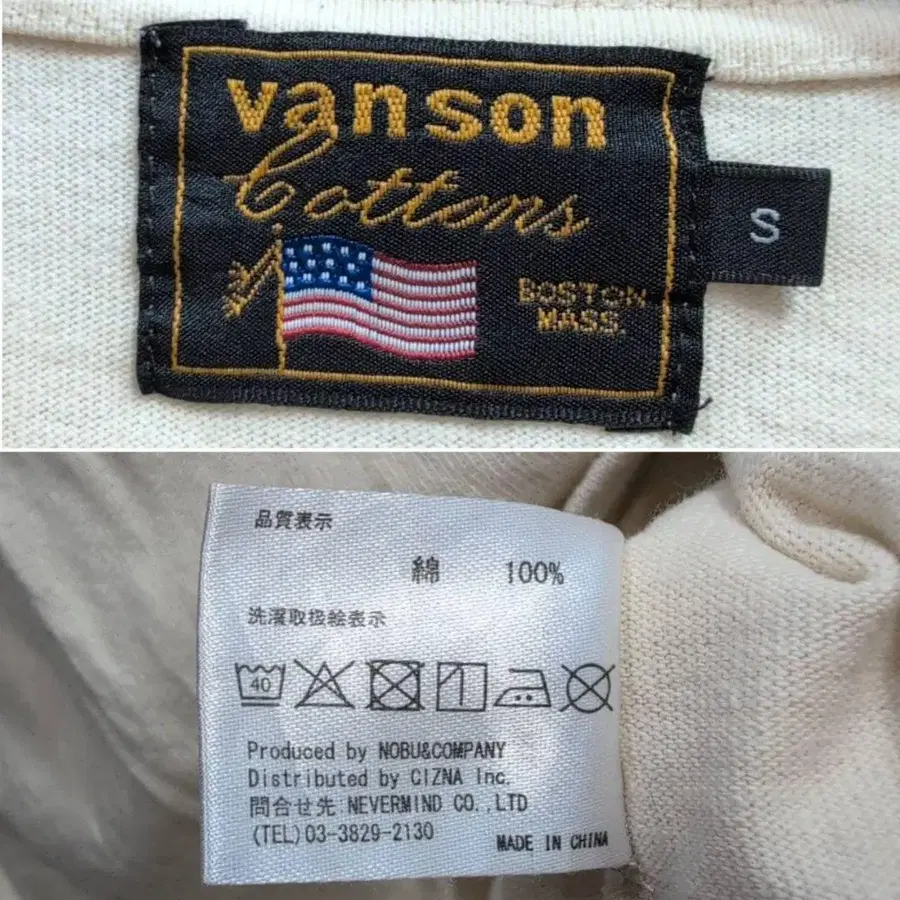 vanson
Cottons
BOSTON
MASS.
S
品質表示
綿 100%
洗濯取扱絵表示
40
Produced by NOBU&COMPANY
Distributed by CIZNA Inc.
問合せ先 NEVERMIND CO.,LTD
(TEL)03-3829-2130
MADE IN CHINA